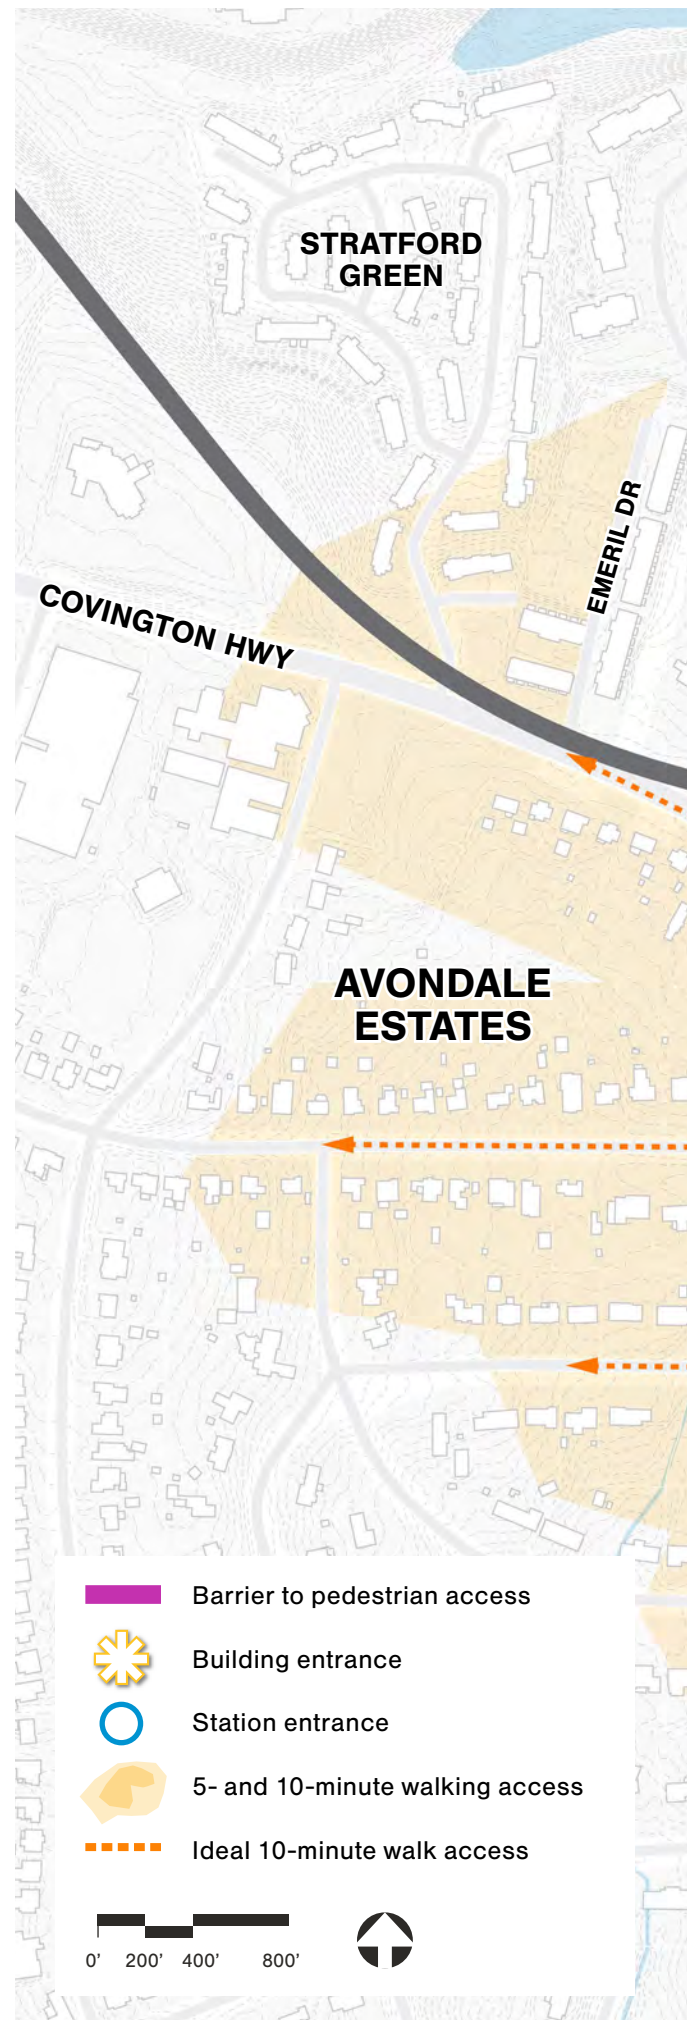 STRATFORD
GREEN
EMERIL DR
COVINGTON HWY
AVONDALE
ESTATES
Barrier to pedestrian access
Building entrance
Station entrance
5- and 10-minute walking access
Ideal 10-minute walk access
0' 200' 400' 800'